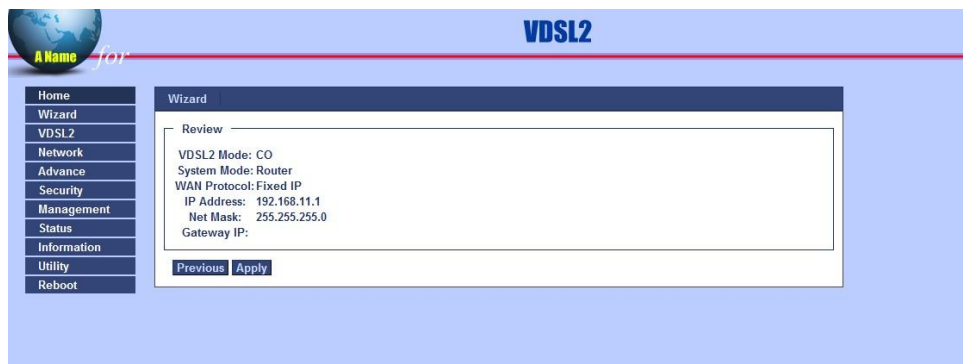 VDSL2
A Name for
Home
Wizard
VDSL2
Network
Advance
Security
Management
Status
Information
Utility
Reboot
Wizard
Review
VDSL2 Mode: CO
System Mode: Router
WAN Protocol: Fixed IP
IP Address: 192.168.11.1
Net Mask: 255.255.255.0
Gateway IP:
Previous Apply